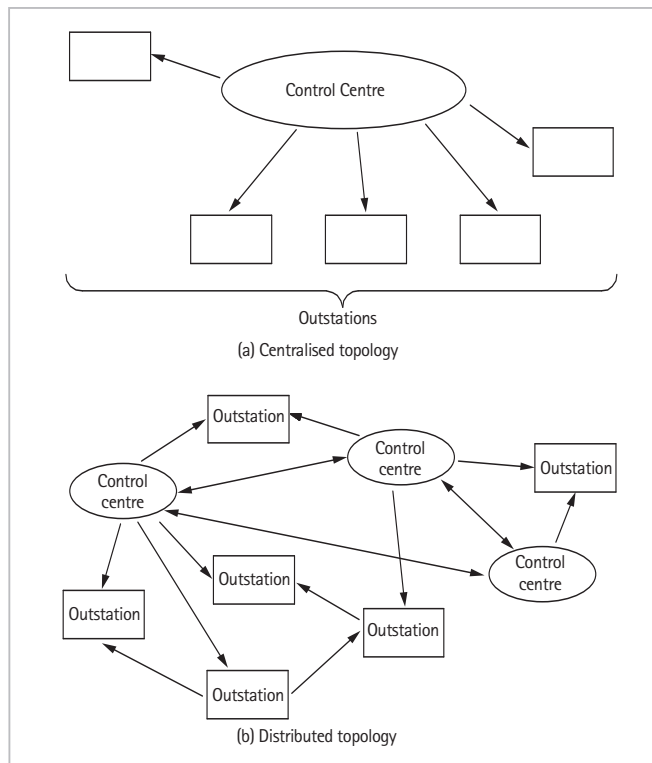 Control Centre
Outstations
(a) Centralised topology
Outstation
Control
centre
Outstation
Control
centre
Control
centre
Outstation
Outstation
Outstation
Outstation
(b) Distributed topology